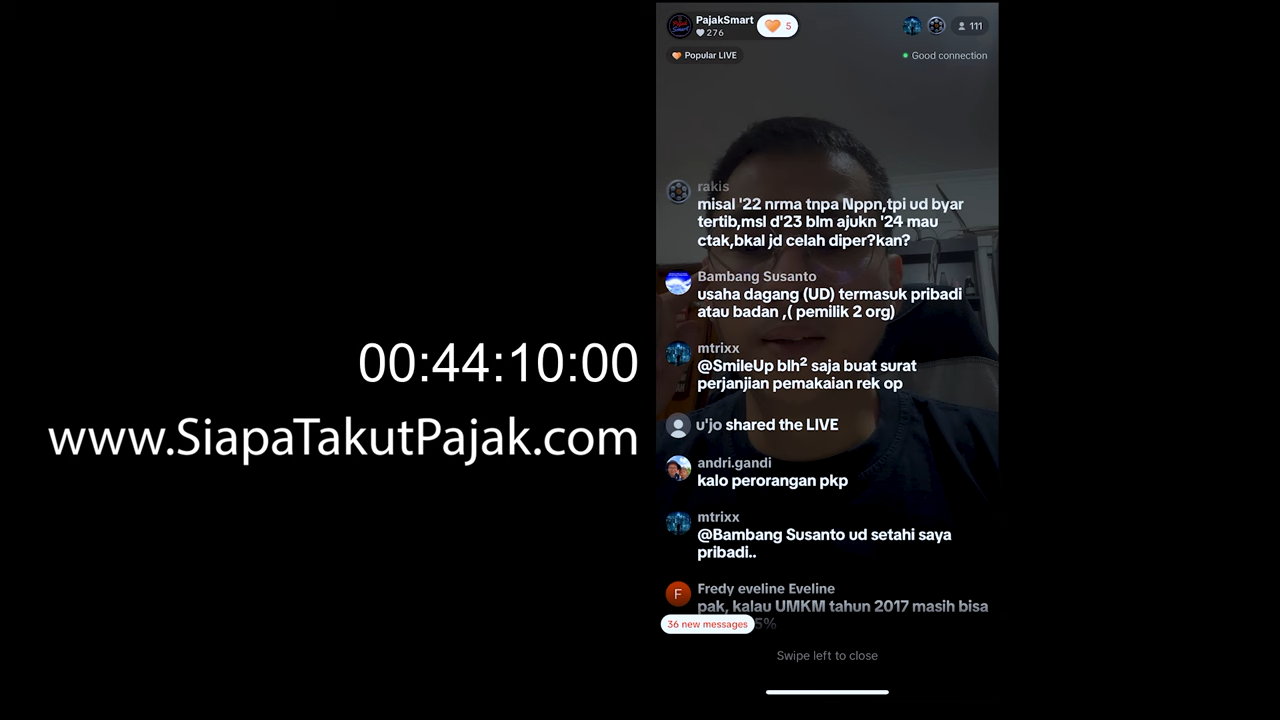 PajakSmart
276
5
111
Popular LIVE
Good connection
rakis
misal '22 nrma tnpa Nppn,tpi ud byar
tertib,msl d'23 blm ajukn '24 mau
ctak,bkal jd celah diper?kan?
Bambang Susanto
usaha dagang (UD) termasuk pribadi
atau badan ,( pemilik 2 org)
mtrixx
@SmileUp blh² saja buat surat
perjanjian pemakaian rek op
u'jo shared the LIVE
andri.gandi
kalo perorangan pkp
mtrixx
@Bambang Susanto ud setahi saya
pribadi..
F
Fredy eveline Eveline
pak, kalau UMKM tahun 2017 masih bisa
5%
36 new messages
Swipe left to close
00:44:10:00
www.SiapaTakutPajak.com